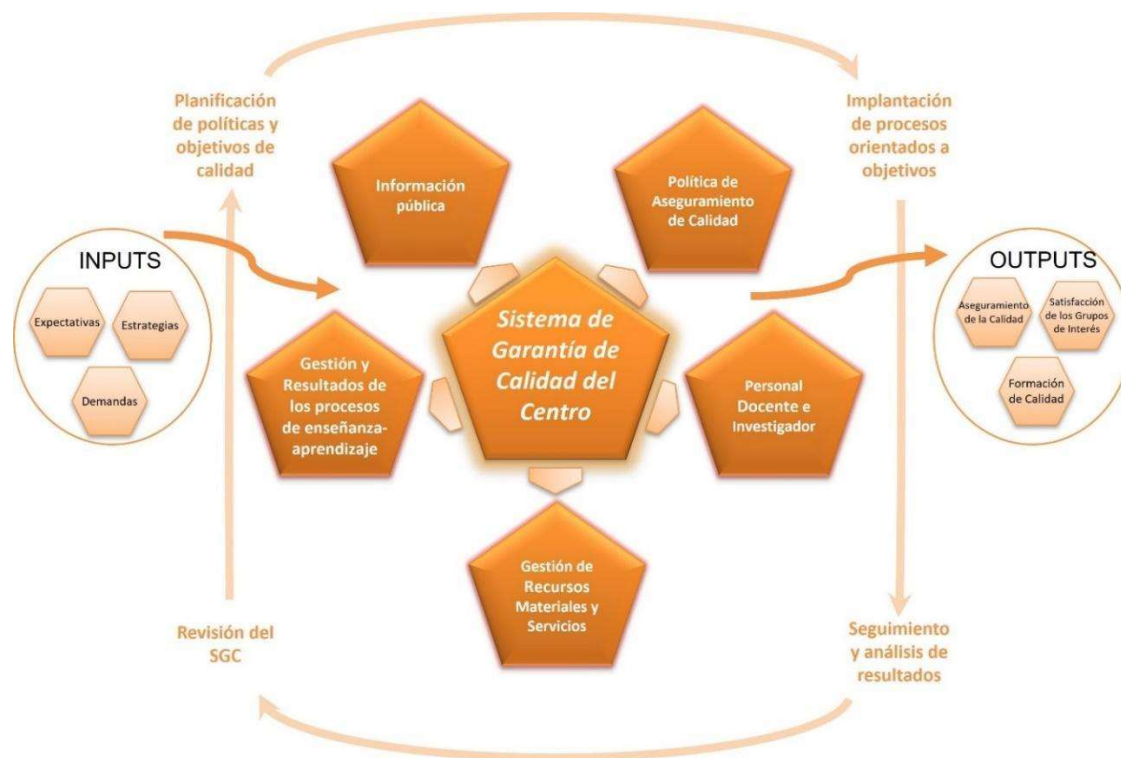 Planificación
de políticas y
objetivos de
calidad
Implantación
de procesos
orientados a
objetivos
Información
pública
Política de
Aseguramiento
de Calidad
INPUTS
Expectativas
Estrategias
Demandas
OUTPUTS
Aseguramiento
de la Calidad
Satisfacción
de los Grupos
de Interés
Formación
de Calidad
Sistema de
Garantía de
Calidad del
Centro
Gestión y
Resultados de
los procesos
de enseñanza-
aprendizaje
Personal
Docente e
Investigador
Gestión de
Recursos
Materiales y
Servicios
Revisión del
SGC
Seguimiento
y análisis de
resultados